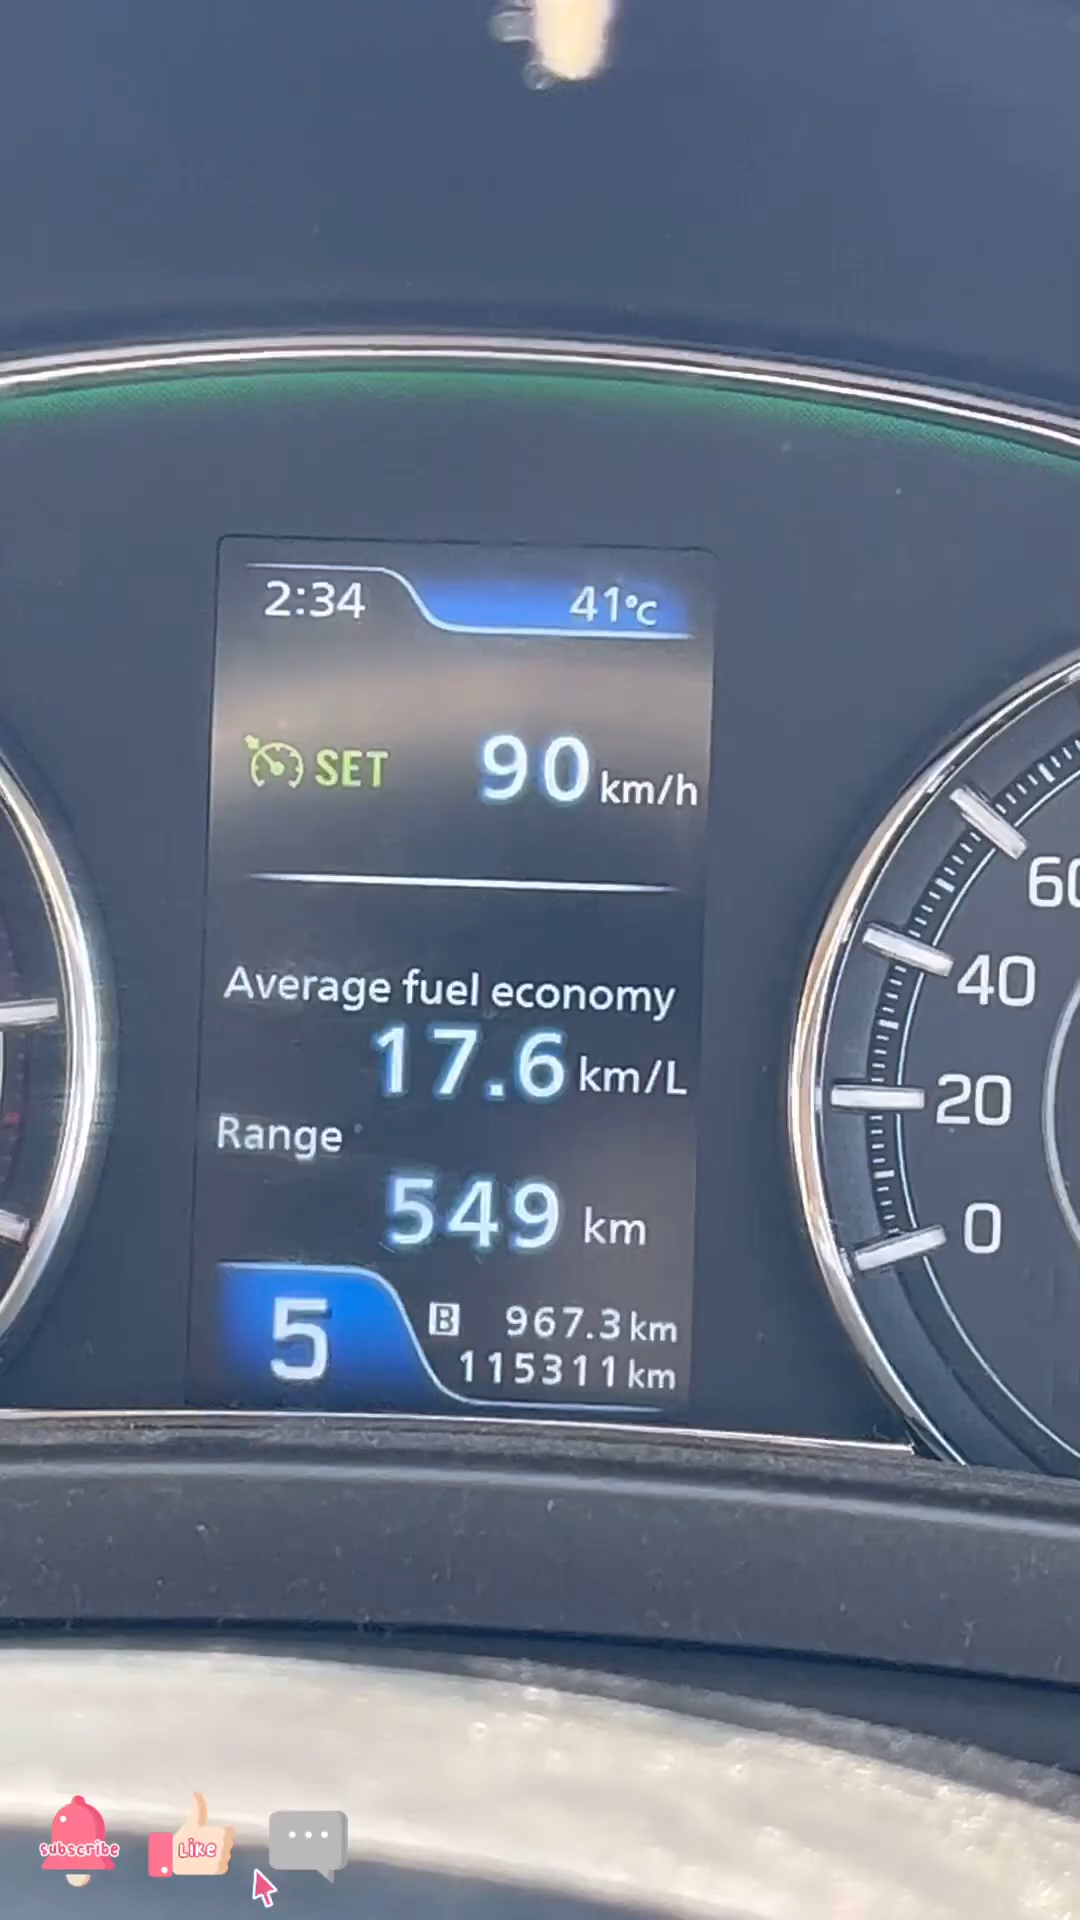 2:34 41°C
SET 90 km/h
60
Average fuel economy
40
17.6 km/L
20
Range
549 km
0
5
B 967.3 km
115311 km
subscribe Like